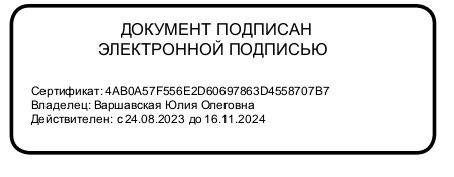 ДОКУМЕНТ ПОДПИСАН
ЭЛЕКТРОННОЙ ПОДПИСЬЮ
Сертификат: 4AB0A57F556E2D60697863D4558707B7
Владелец: Варшавская Юлия Олеговна
Действителен: с 24.08.2023 до 16.11.2024